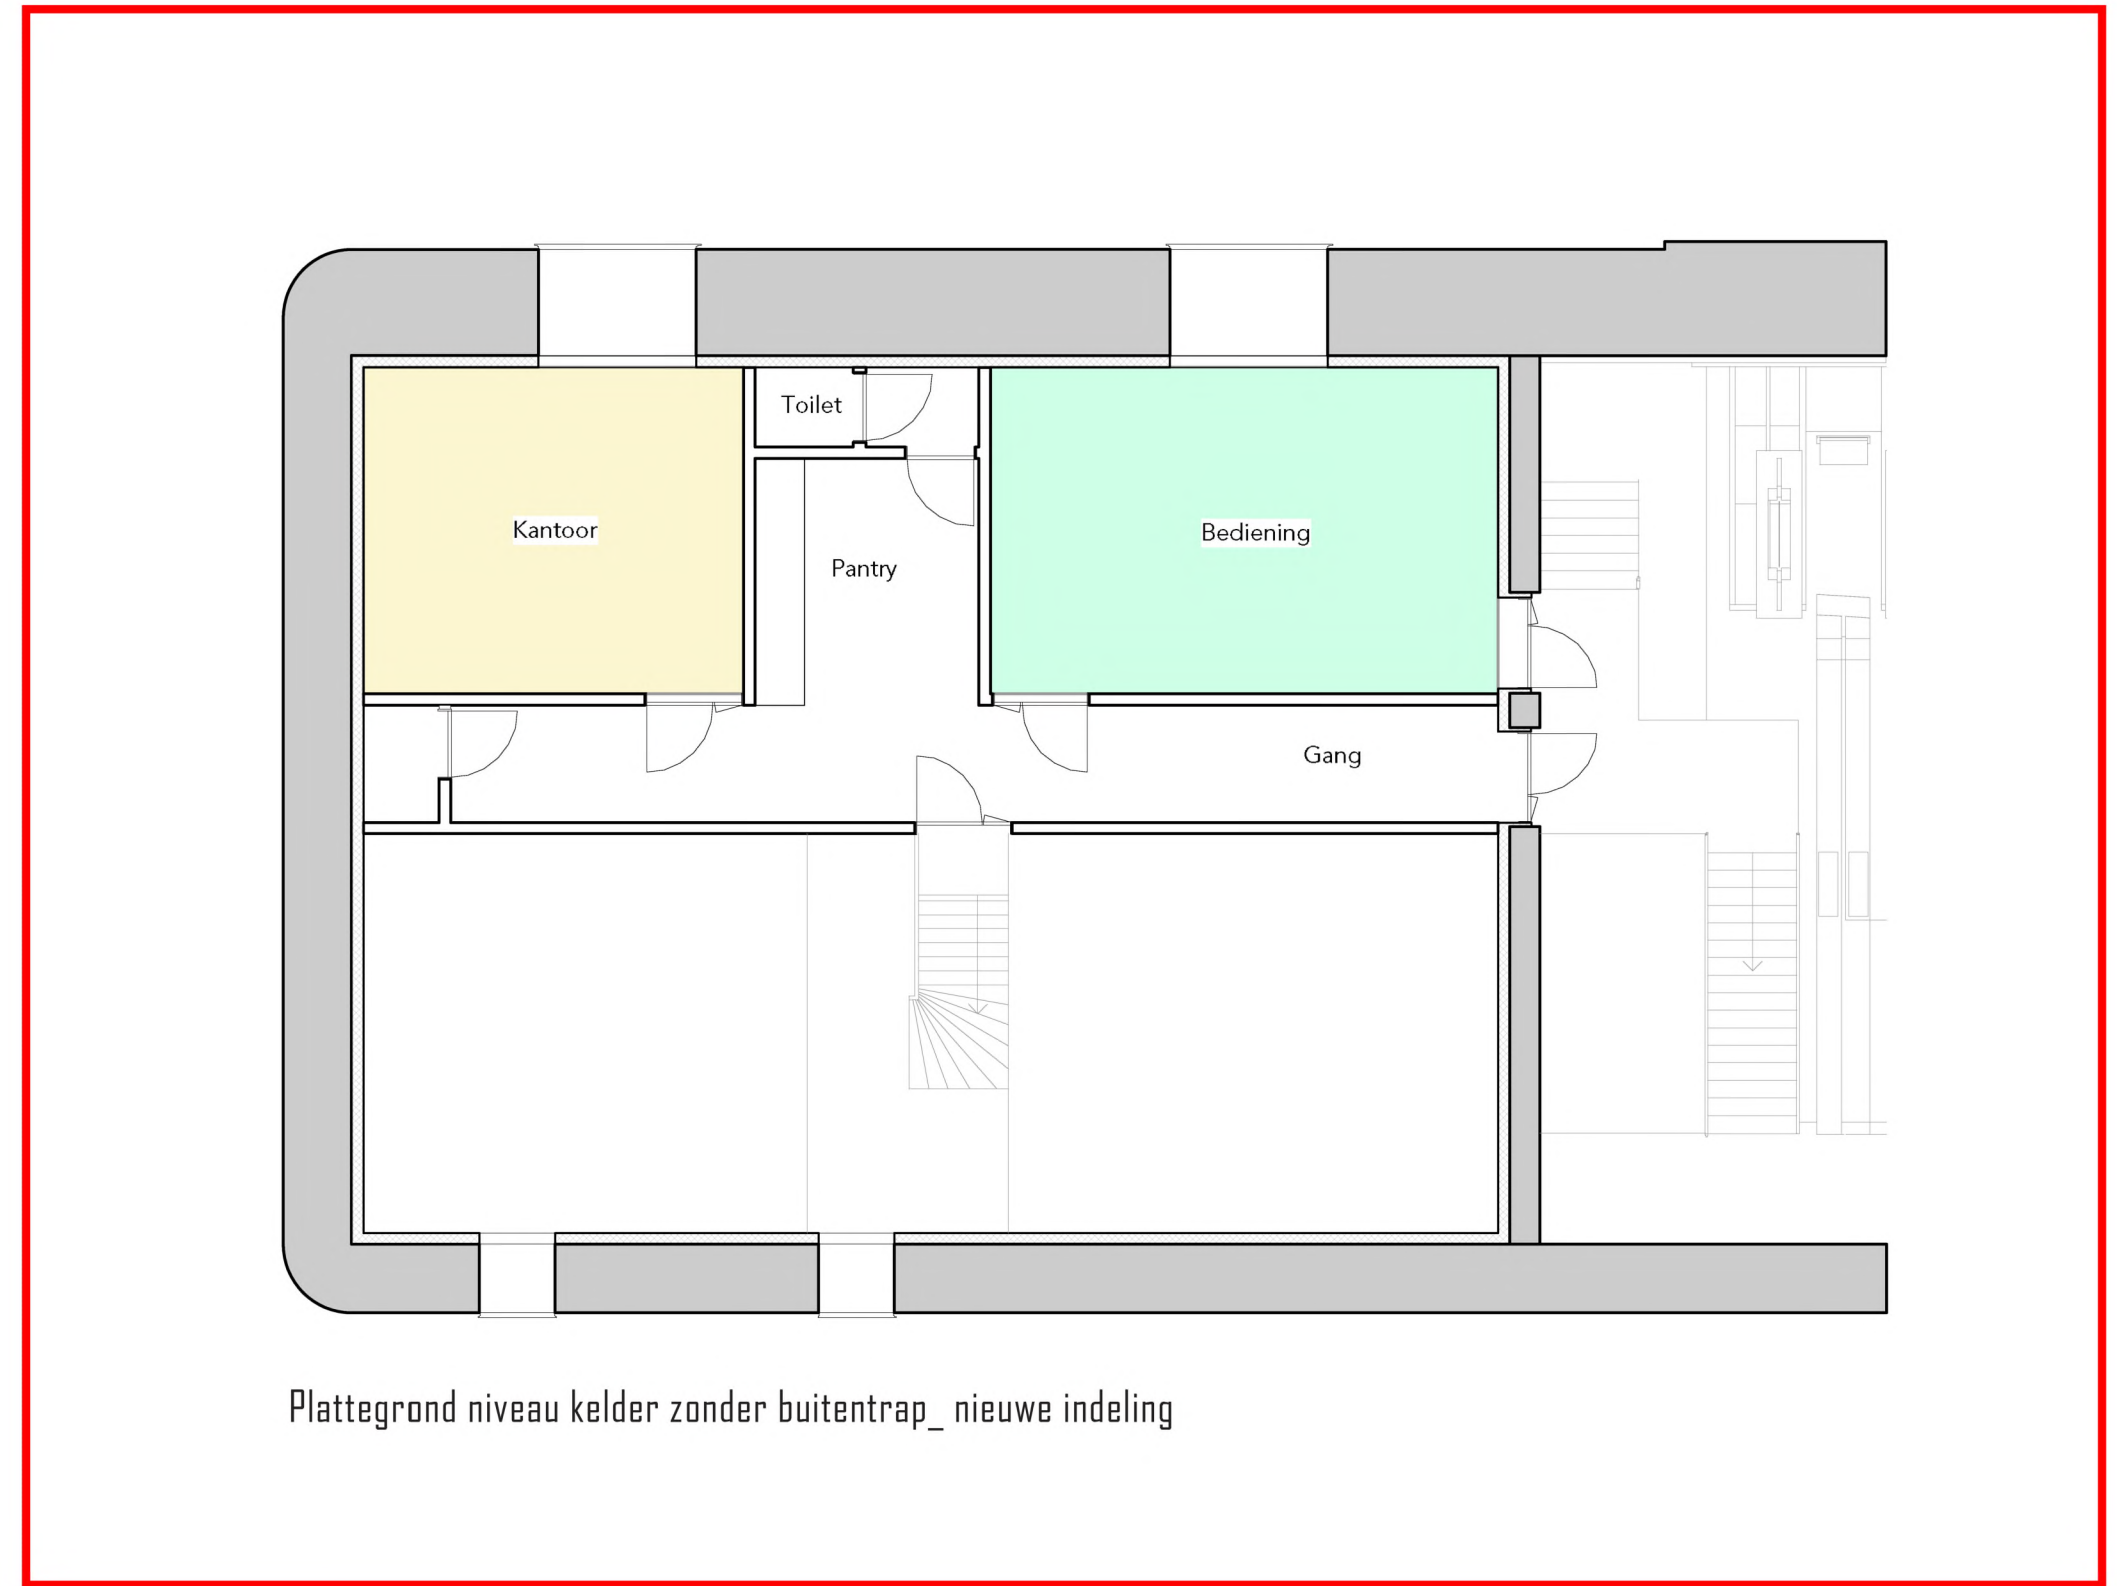 Toilet
Kantoor
Bediening
Pantry
Gang
Plattegrond niveau kelder zonder buitentrap_ nieuwe indeling